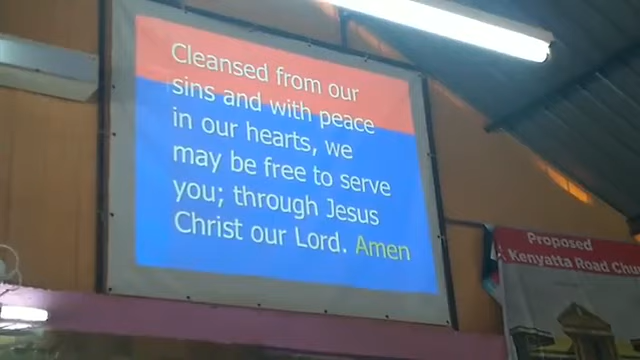 Cleansed from our
sins and with peace
in our hearts, we
may be free to serve
you; through Jesus
Christ our Lord. Amen
Proposed
Kenyatta Road